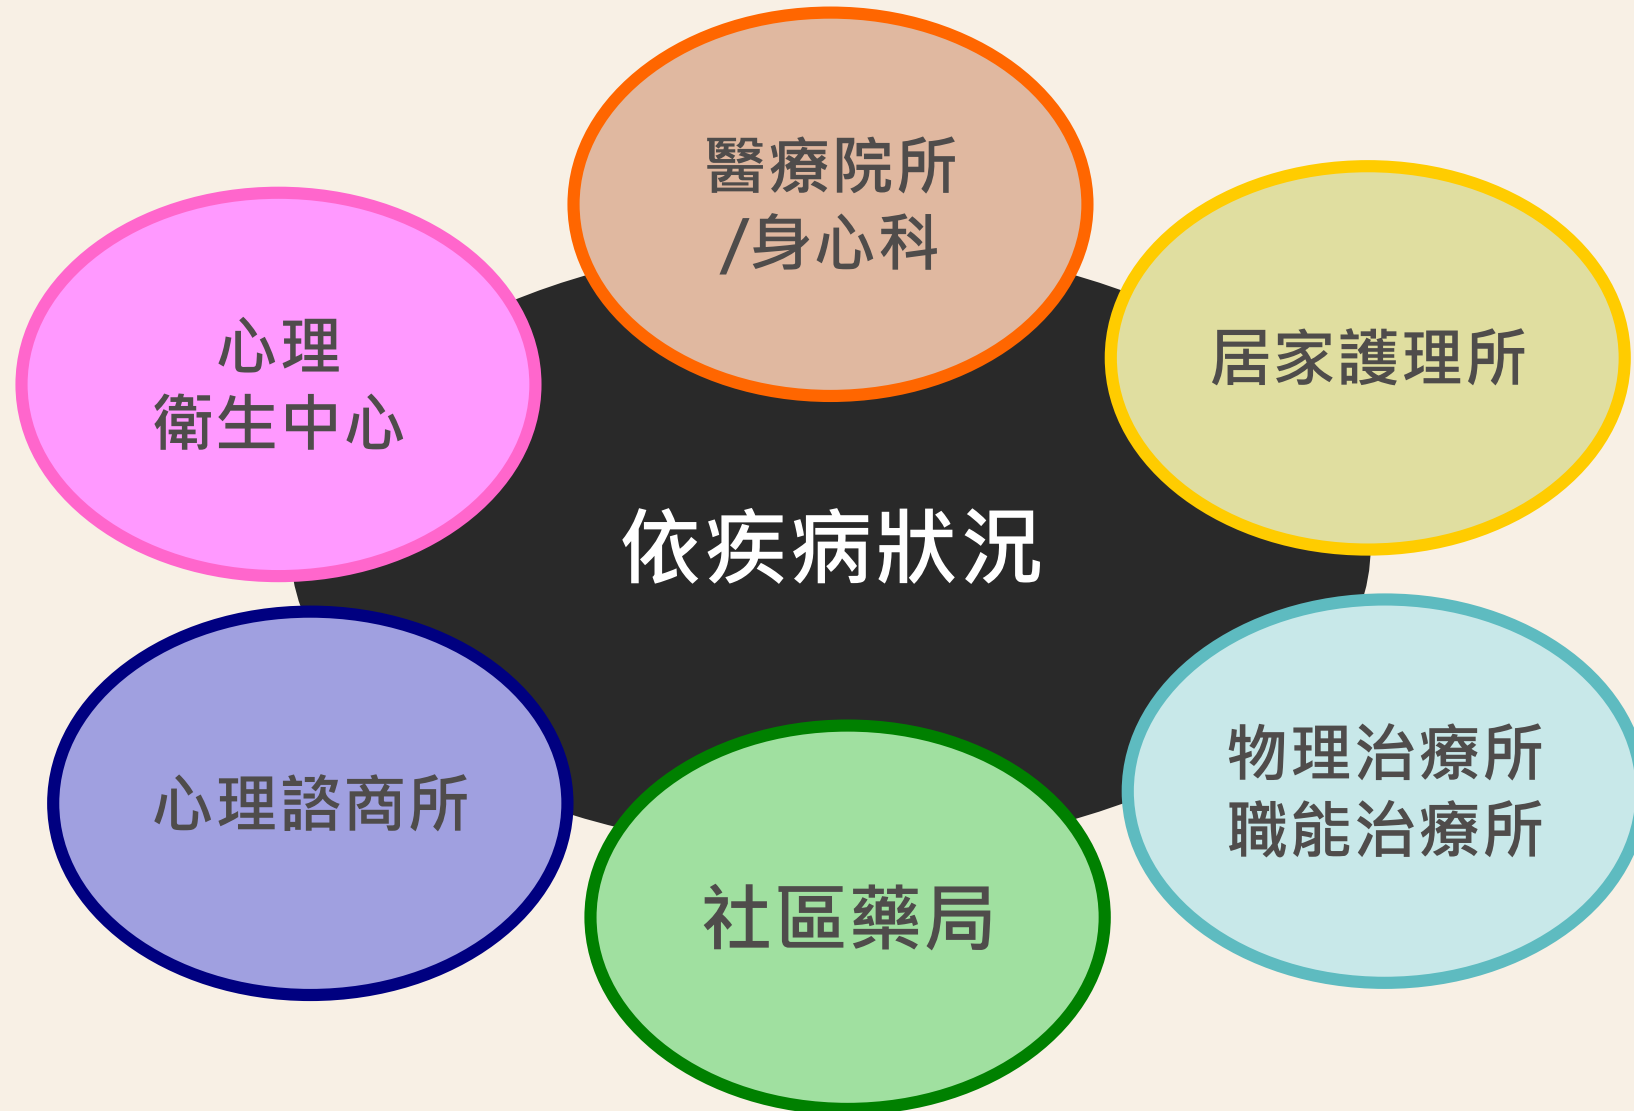 醫療院所
/身心科
心理
衛生中心
居家護理所
依疾病狀況
心理諮商所
物理治療所
職能治療所
社區藥局